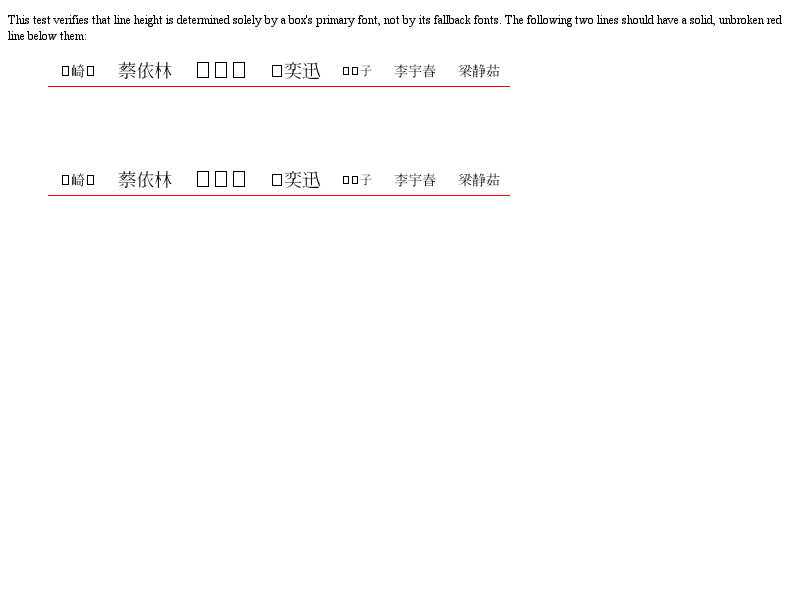 This test verifies that line height is determined solely by a box's primary font, not by its fallback fonts. The following two lines should have a solid, unbroken red
line below them:
崎 蔡依林 奕迅 子 李宇春 梁静茹
崎 蔡依林 奕迅 子 李宇春 梁静茹